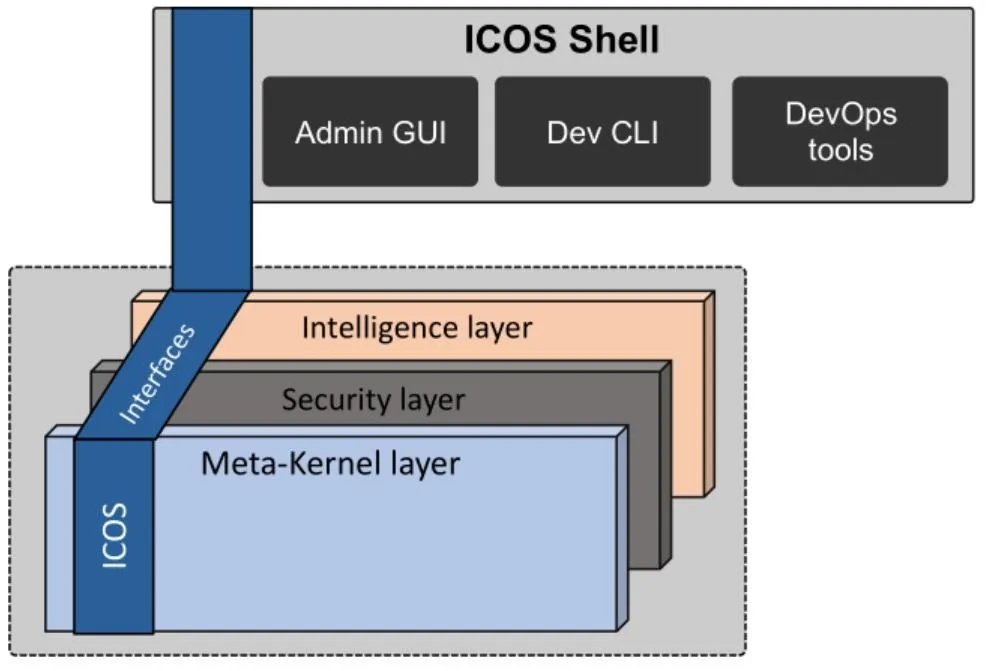 ICOS Shell
Admin GUI
Dev CLI
DevOps
tools
Intelligence layer
Interfaces
Security layer
Meta-Kernel layer
ICOS